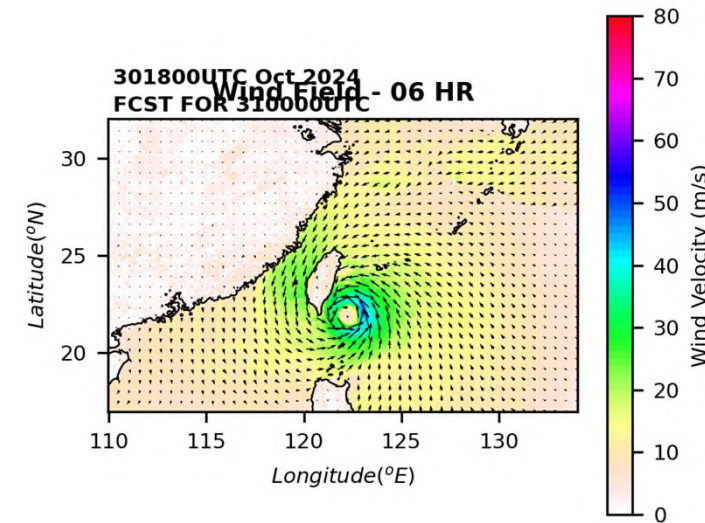 301800UTC Oct 2024
Wind Field - 06 HR
FCST FOR 310000UTC
30
25
20
Latitude(°N)
110 115 120 125 130
Longitude(°E)
80
70
60
50
40
30
20
10
0
Wind Velocity (m/s)